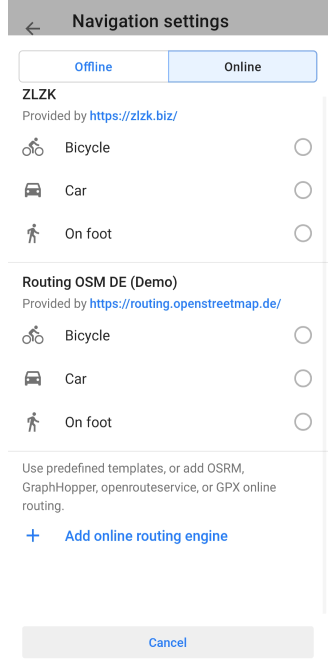 Navigation settings
Offline
Online
ZLZK
Provided by https://zlzk.biz/
Bicycle
Car
On foot
Routing OSM DE (Demo)
Provided by https://routing.openstreetmap.de/
Bicycle
Car
On foot
Use predefined templates, or add OSRM,
GraphHopper, openrouteservice, or GPX online
routing.
Add online routing engine
Cancel